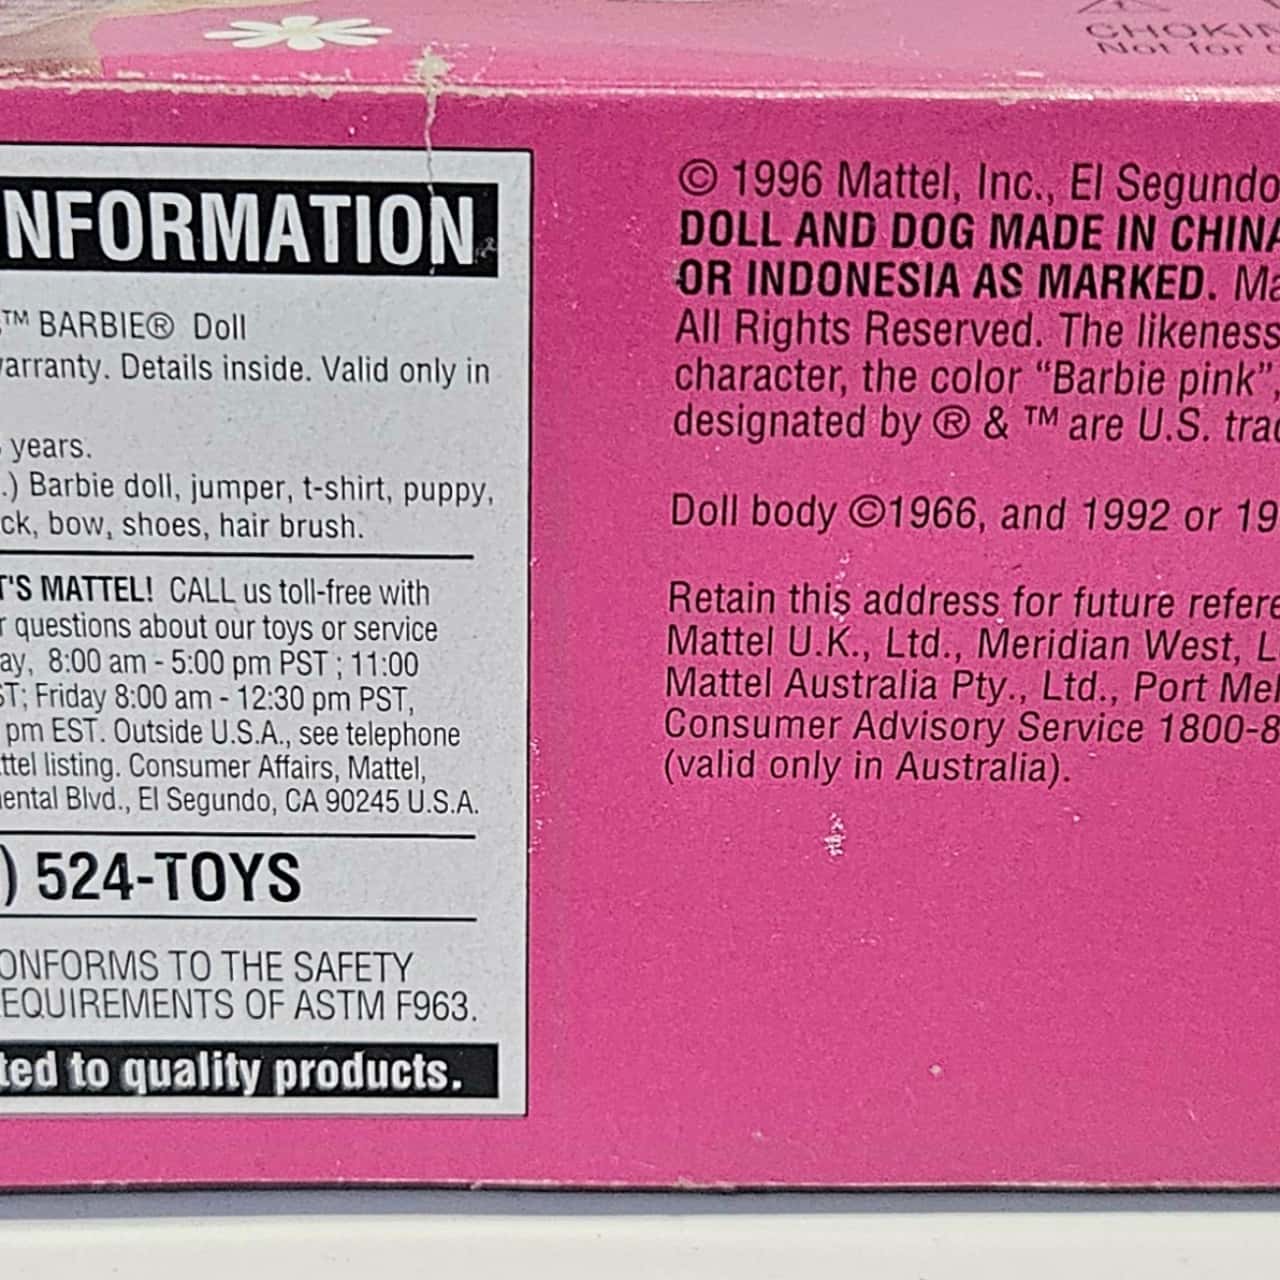 CHOKIN
Not for
NFORMATION
™ BARBIE® Doll
arranty. Details inside. Valid only in
years.
.) Barbie doll, jumper, t-shirt, puppy,
ck, bow, shoes, hair brush.
T'S MATTEL! CALL us toll-free with
r questions about our toys or service
ay, 8:00 am - 5:00 pm PST ; 11:00
ST; Friday 8:00 am - 12:30 pm PST,
pm EST. Outside U.S.A., see telephone
ttel listing. Consumer Affairs, Mattel,
ental Blvd., El Segundo, CA 90245 U.S.A.
) 524-TOYS
ONFORMS TO THE SAFETY
EQUIREMENTS OF ASTM F963.
ted to quality products.
© 1996 Mattel, Inc., El Segundo
DOLL AND DOG MADE IN CHINA
OR INDONESIA AS MARKED. Ma
All Rights Reserved. The likeness
character, the color “Barbie pink”,
designated by ® & ™ are U.S. trad
Doll body ©1966, and 1992 or 19
Retain this address for future refere
Mattel U.K., Ltd., Meridian West, L
Mattel Australia Pty., Ltd., Port Mel
Consumer Advisory Service 1800-8
(valid only in Australia).